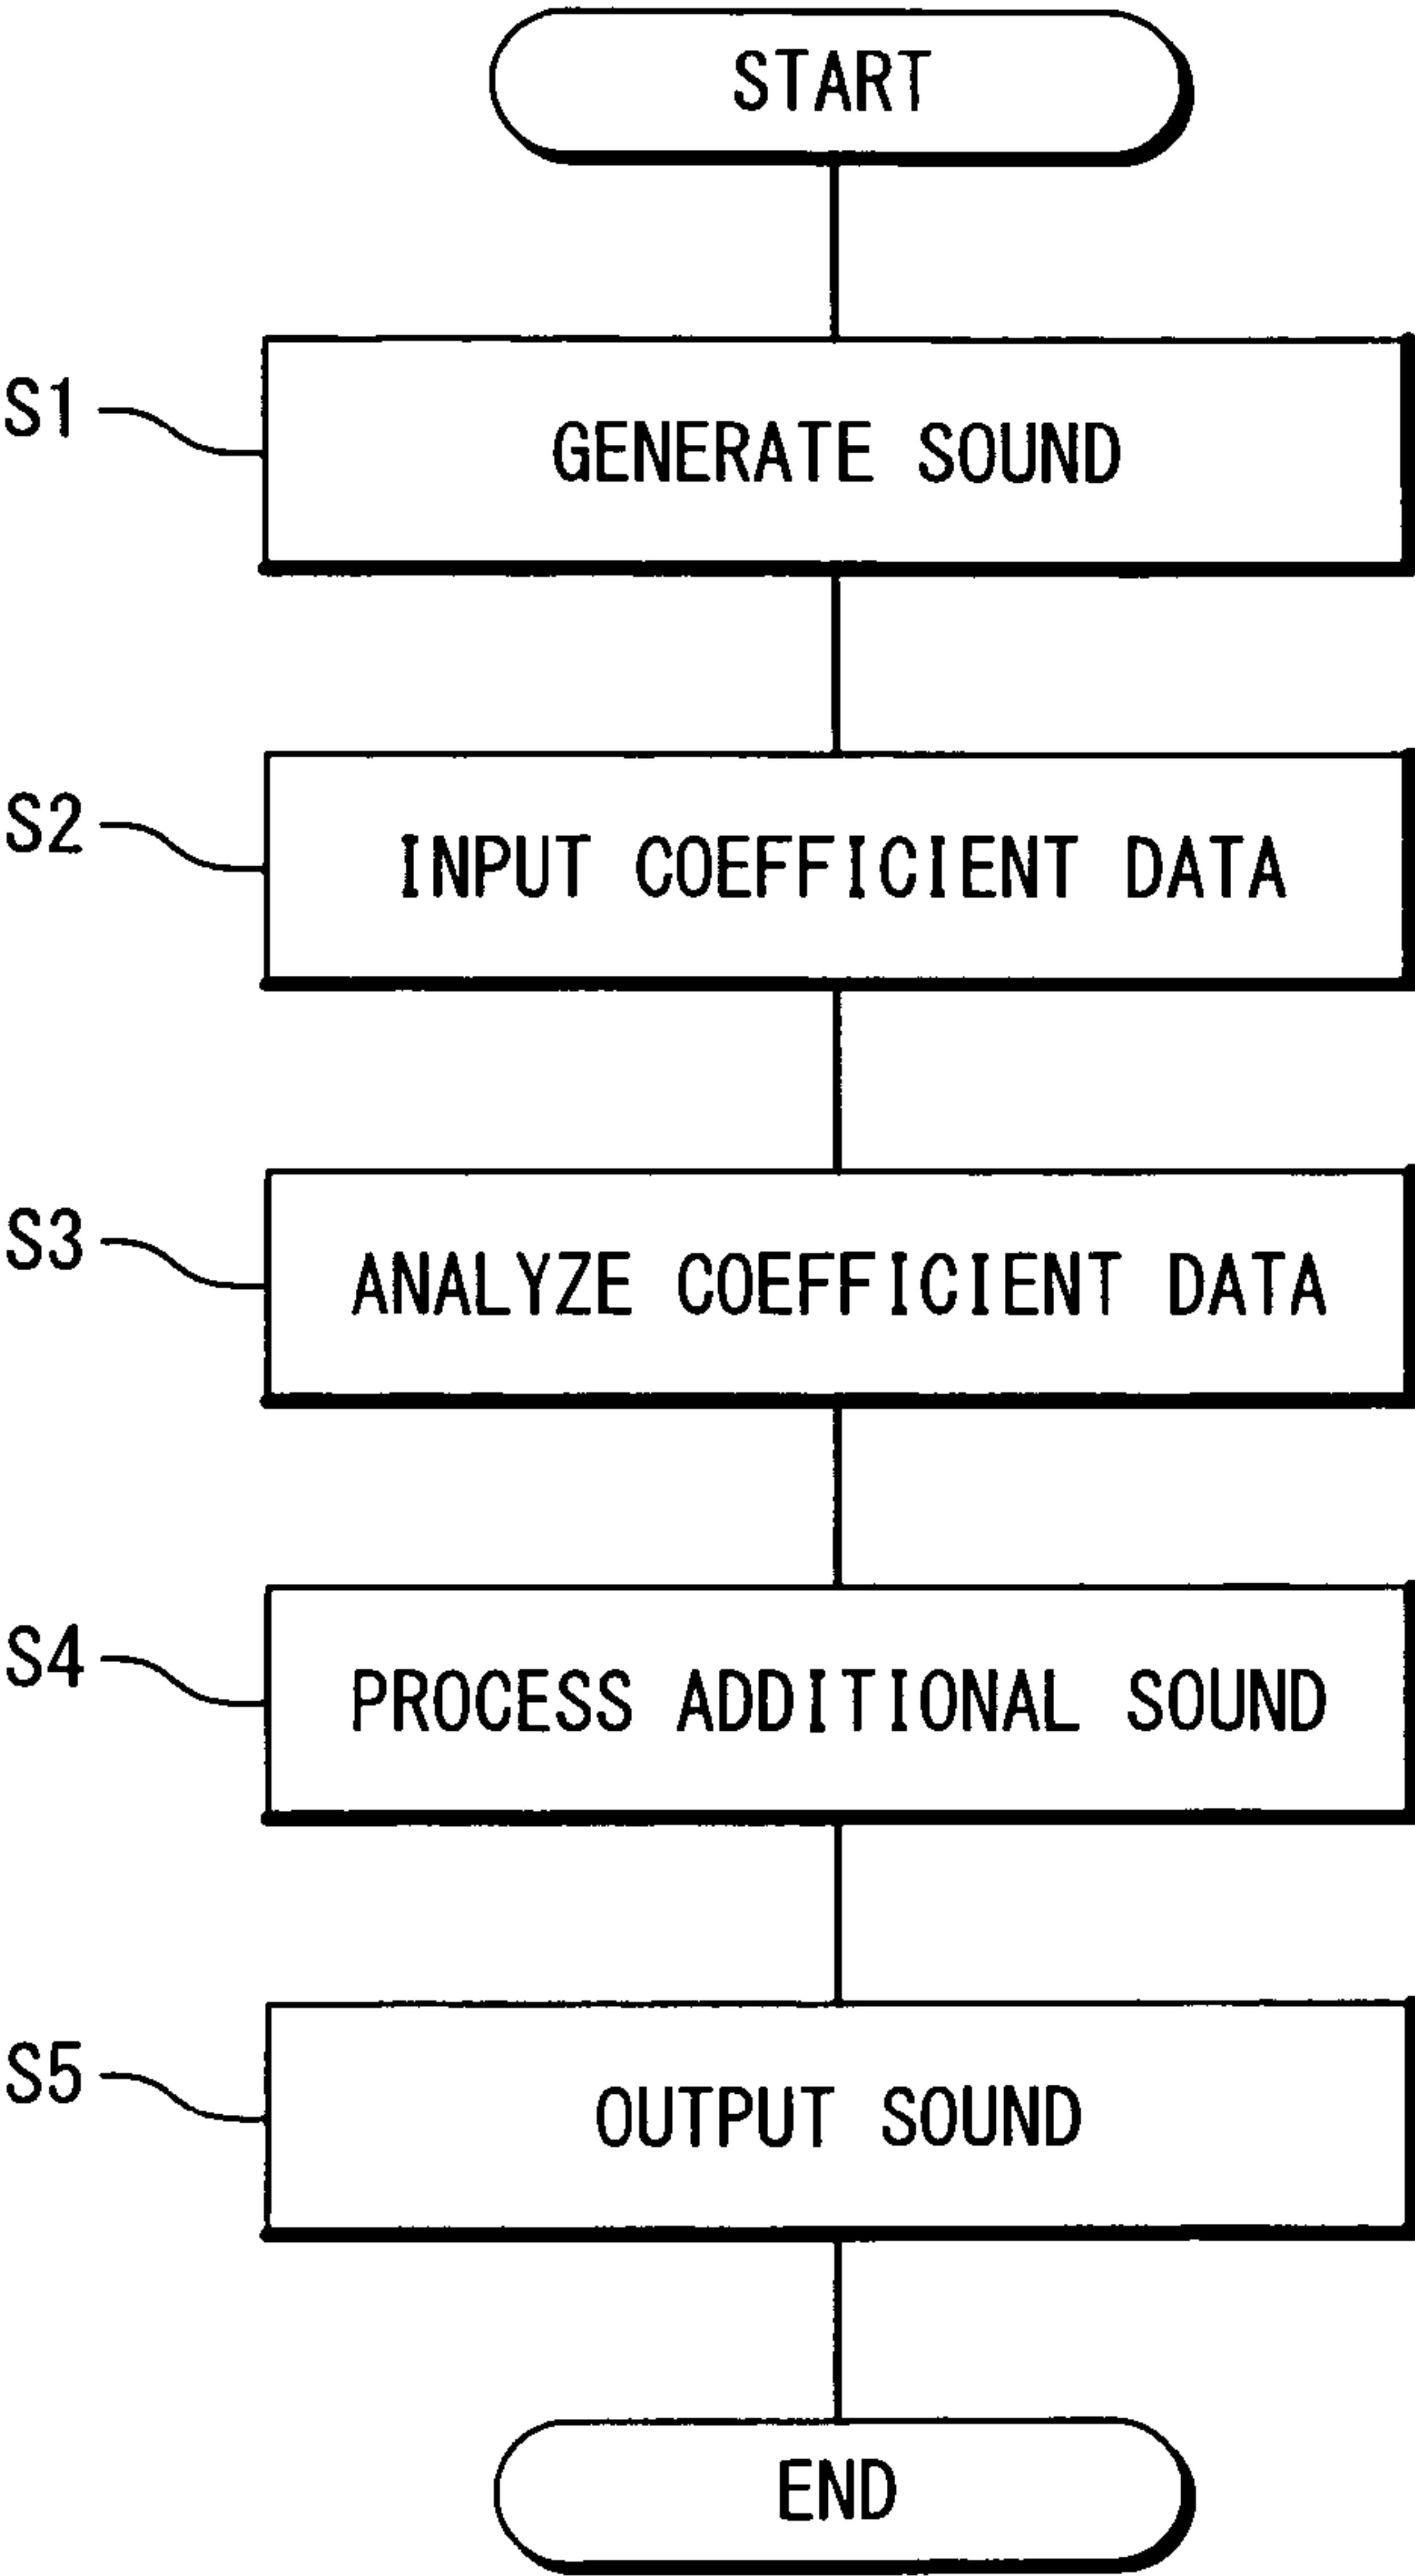 START
S1
GENERATE SOUND
S2
INPUT COEFFICIENT DATA
S3
ANALYZE COEFFICIENT DATA
S4
PROCESS ADDITIONAL SOUND
S5
OUTPUT SOUND
END